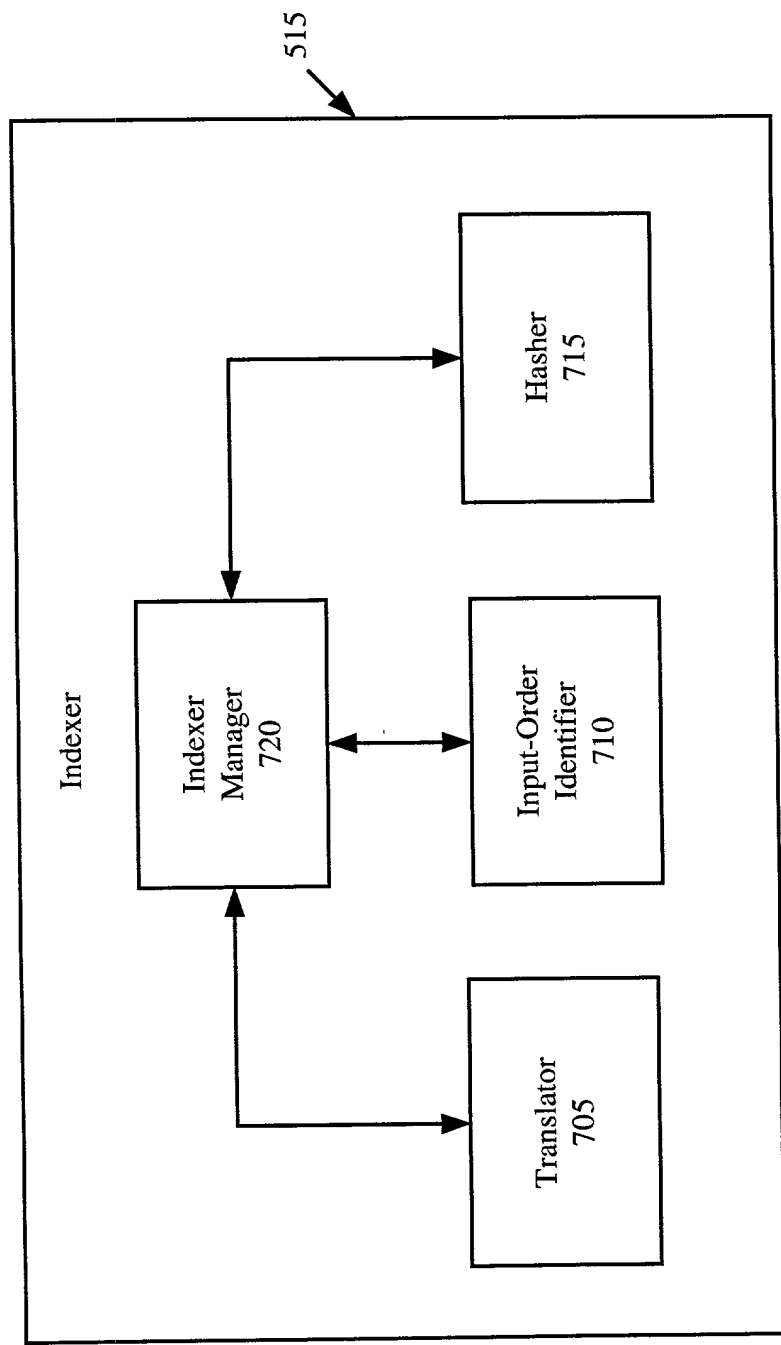 515
Indexer
Indexer
Manager
720
Translator
705
Input-Order
Identifier
710
Hasher
715